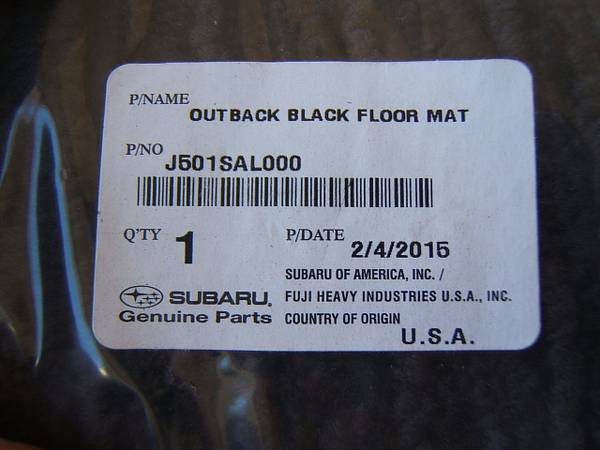 P/NAME
OUTBACK BLACK FLOOR MAT
P/NO
J501SAL000
Q'TY 1 P/DATE 2/4/2015
SUBARU OF AMERICA, INC. /
SUBARU. FUJI HEAVY INDUSTRIES U.S.A., INC.
Genuine Parts COUNTRY OF ORIGIN
U.S.A.